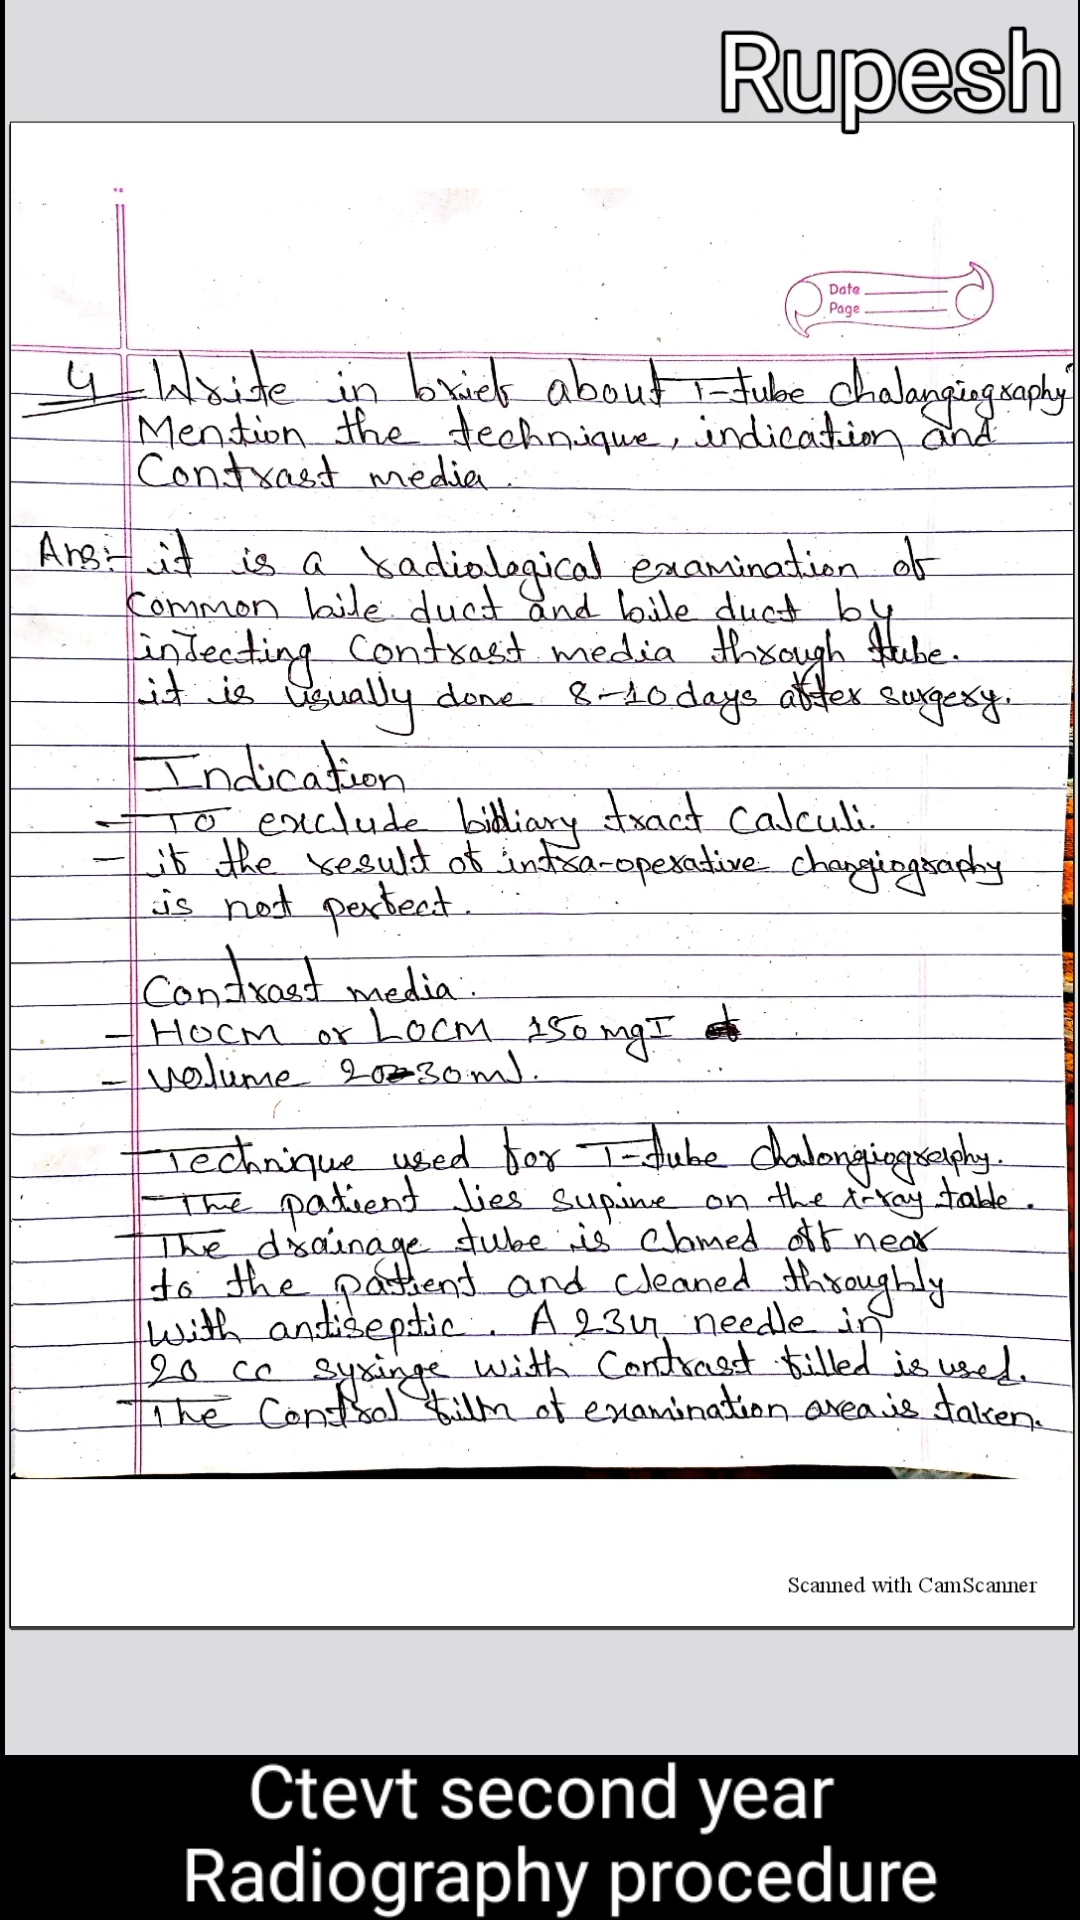 Rupesh
Date
Page
4 Write in brief about T-tube Chalangiography
Mention the technique, indication and
Contrast media.
Ans:- it is a radiological examination of
Common bile duct and bile duct by
injecting Contrast media through tube.
it is usually done 8-10 days after surgery.
Indication
- To exclude billiary tract Calculi.
- if the result of intra-operative changiography
is not perfect.
Contrast media.
- HOCM or LOCM 150 mgI
- Volume 20-30ml.
Technique used for T-tube Chalongiography.
The patient lies supine on the x-ray table.
The drainage tube is clamed off near
to the patient and cleaned throughly
with antiseptic. A 23G needle in
20 cc syringe with Contrast filled is used.
The Control film of examination area is taken.
Scanned with CamScanner
Ctevt second year
Radiography procedure